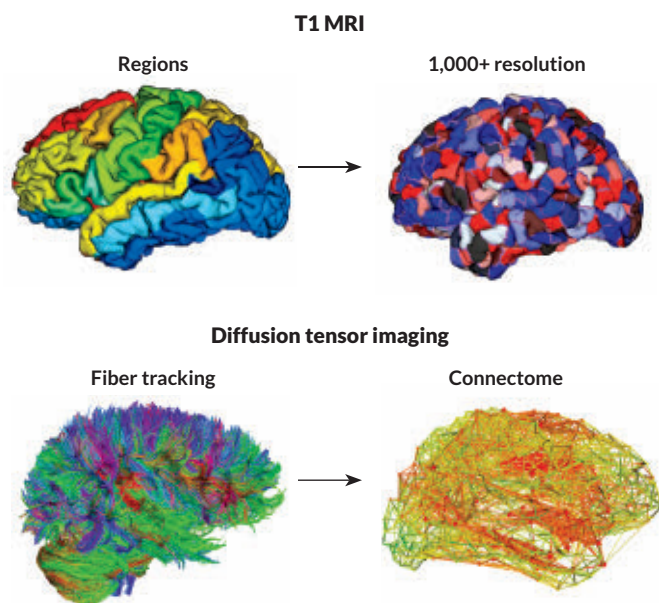 T1 MRI
Regions
1,000+ resolution
Diffusion tensor imaging
Fiber tracking
Connectome